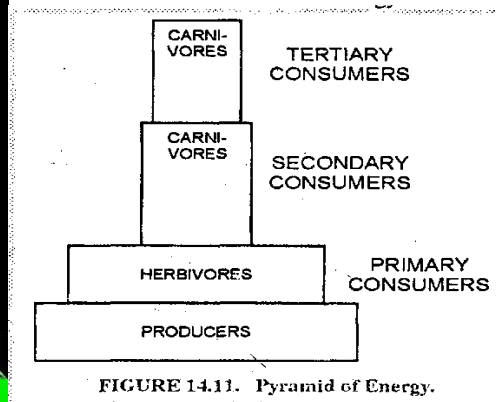 CARNI-
VORES
TERTIARY
CONSUMERS
CARNI-
VORES
SECONDARY
CONSUMERS
HERBIVORES
PRIMARY
CONSUMERS
PRODUCERS
FIGURE 14.11. Pyramid of Energy.